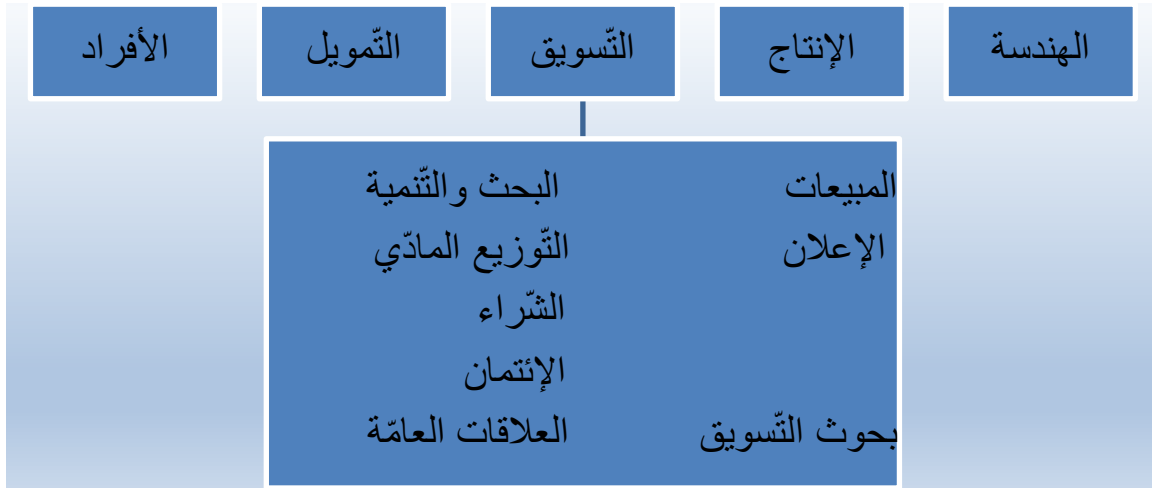 الهندسة
الإنتاج
التّسويق
التّمويل
الأفراد
المبيعات البحث والتّنمية
الإعلان التّوزيع المادّي
الشّراء
الإئتمان
بحوث التّسويق العلاقات العامّة